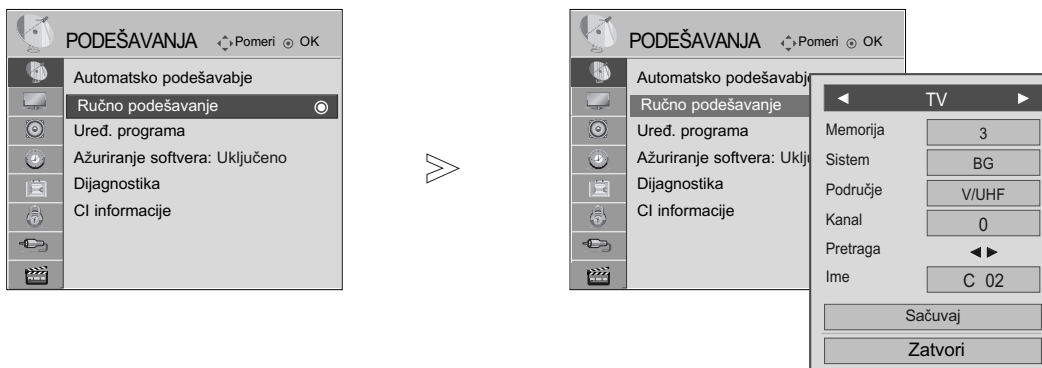 PODEŠAVANJA Pomeri OK
Automatsko podešavabje
Ručno podešavanje
Uređ. programa
Ažuriranje softvera: Uključeno
Dijagnostika
CI informacije
PODEŠAVANJA Pomeri OK
Automatsko podešavabj
Ručno podešavanje
Uređ. programa
Ažuriranje softvera: Uklju
Dijagnostika
CI informacije
TV
Memorija 3
Sistem BG
Područje V/UHF
Kanal 0
Pretraga
Ime C 02
Sačuvaj
Zatvori